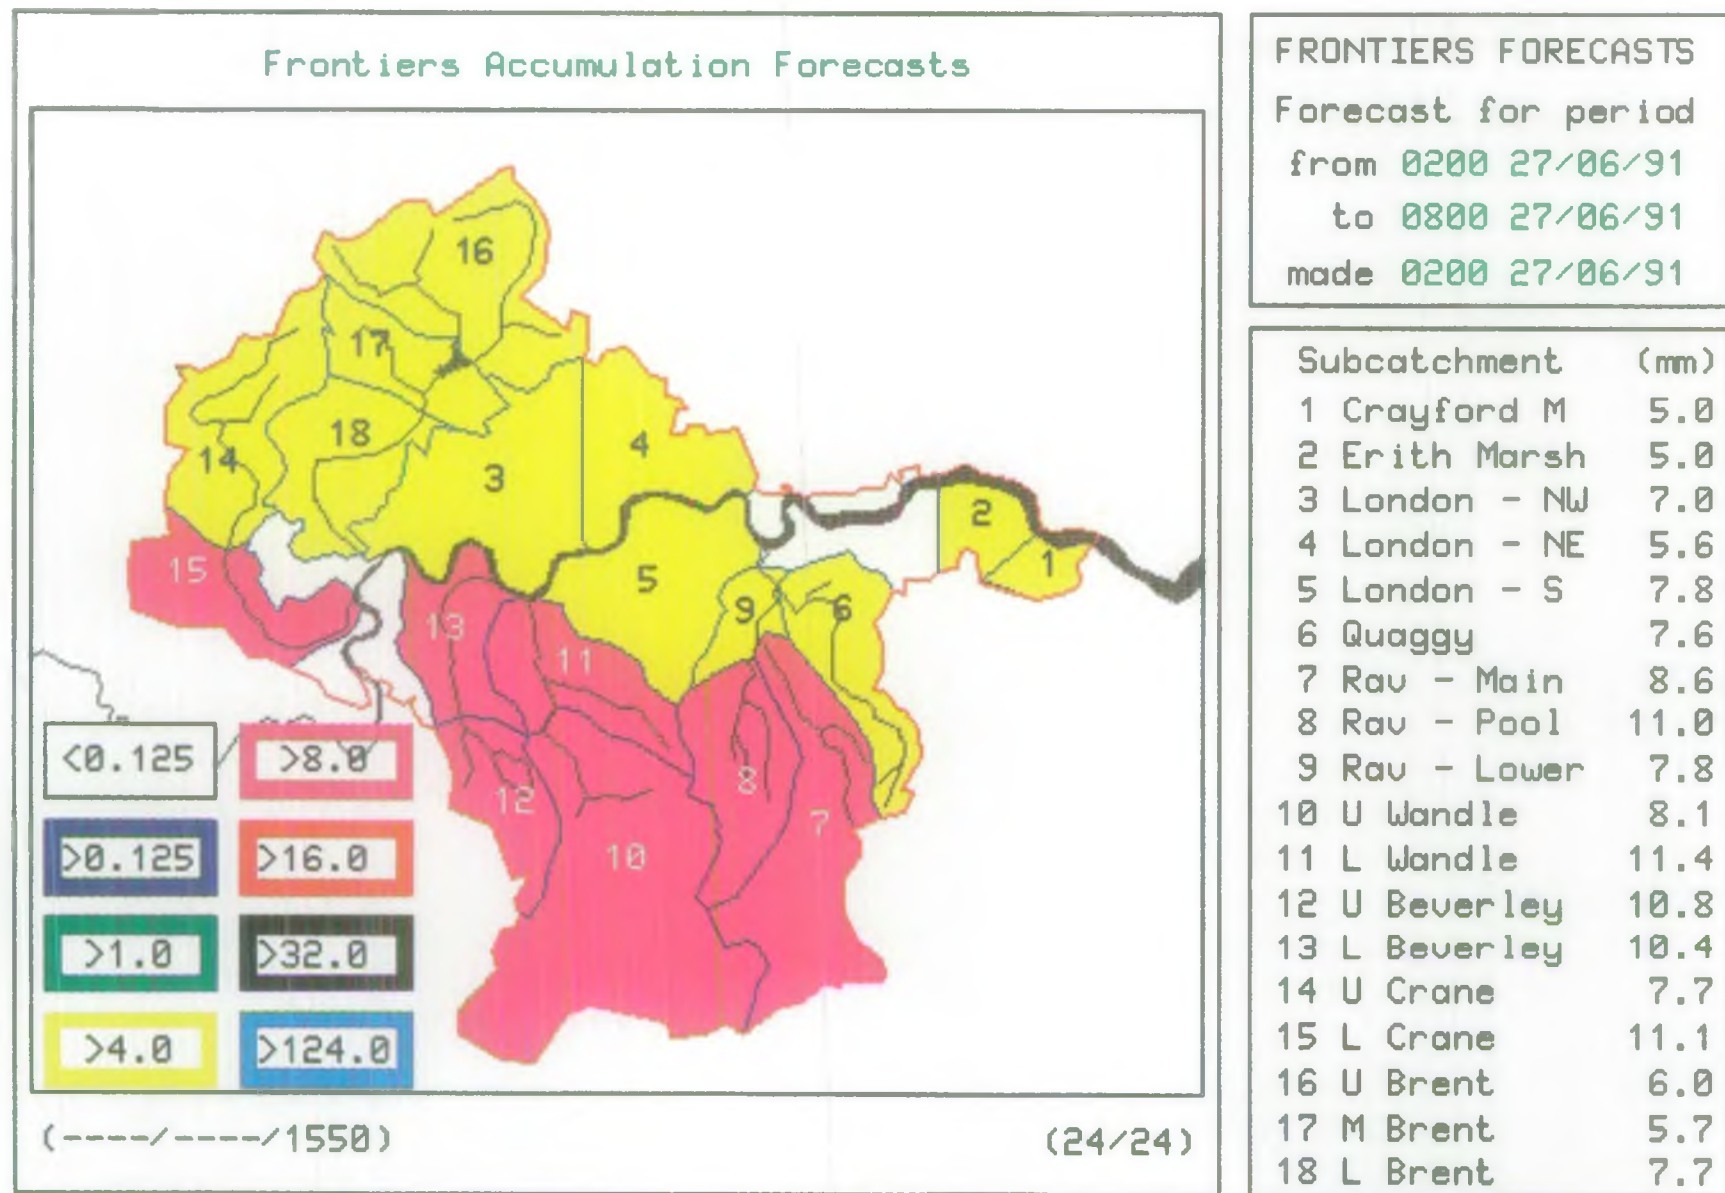 Frontiers Accumulation Forecasts
16
17
18
14
3
4
2
1
15
5
9
6
13
11
12
8
7
10
<0.125
>8.0
>0.125
>16.0
>1.0
>32.0
>4.0
>124.0
(----/----/1550)
(24/24)
FRONTIERS FORECASTS
Forecast for period
from 0200 27/06/91
to 0800 27/06/91
made 0200 27/06/91
Subcatchment (mm)
1 Crayford M 5.0
2 Erith Marsh 5.0
3 London - NW 7.0
4 London - NE 5.6
5 London - S 7.8
6 Quaggy 7.6
7 Rav - Main 8.6
8 Rav - Pool 11.0
9 Rav - Lower 7.8
10 U Wandle 8.1
11 L Wandle 11.4
12 U Beverley 10.8
13 L Beverley 10.4
14 U Crane 7.7
15 L Crane 11.1
16 U Brent 6.0
17 M Brent 5.7
18 L Brent 7.7